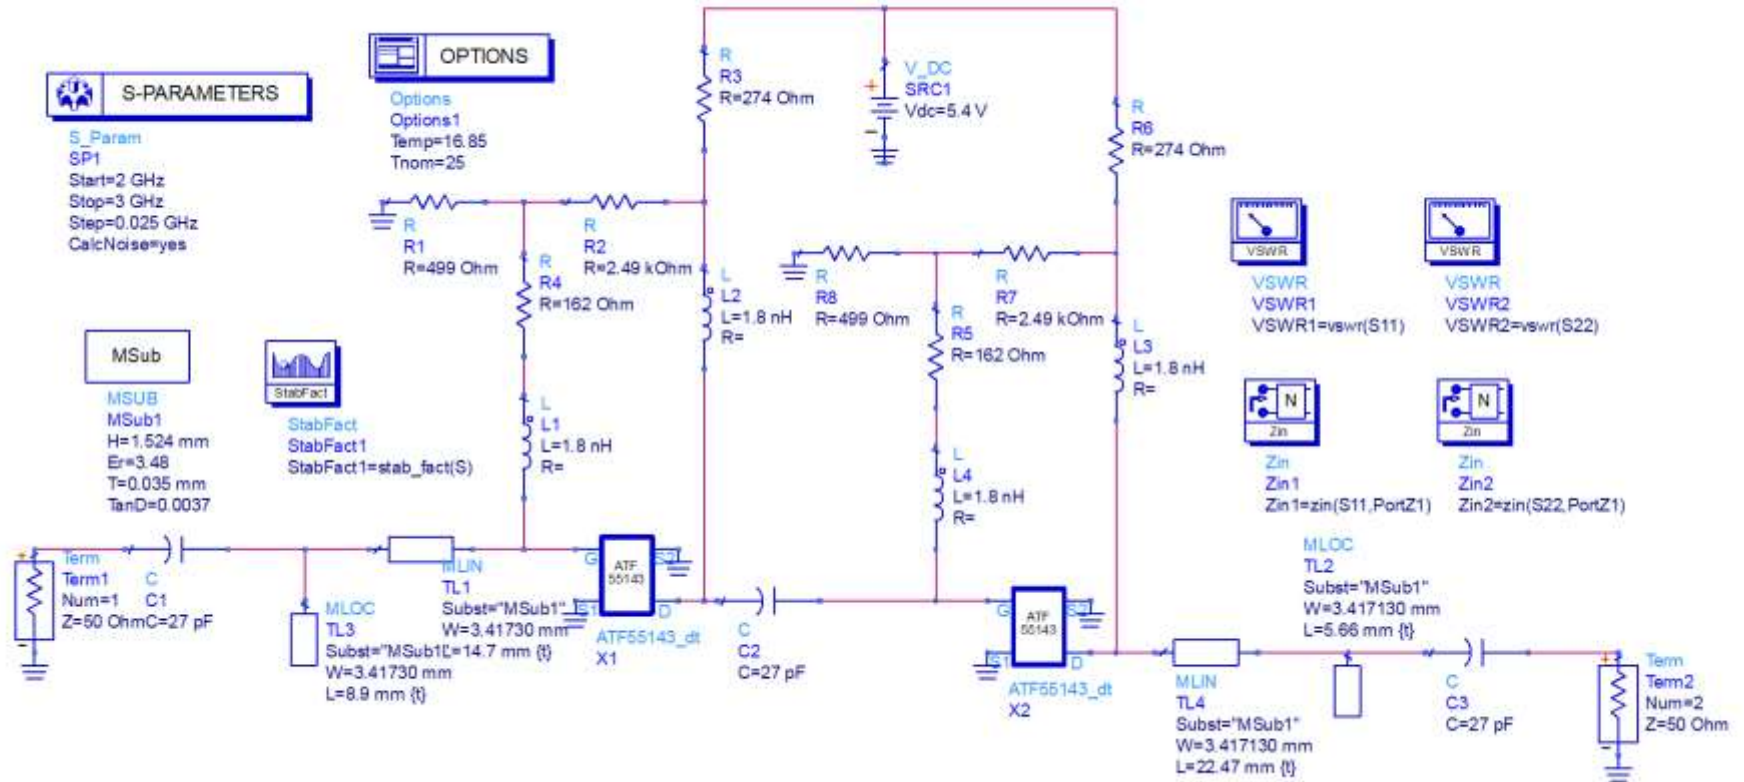 S-PARAMETERS
S_Param
SP1
Start=2 GHz
Stop=3 GHz
Step=0.025 GHz
CalcNoise=yes
OPTIONS
Options
Options1
Temp=16.85
Tnom=25
R
R3
R=274 Ohm
V_DC
SRC1
Vdc=5.4 V
R
R6
R=274 Ohm
R
R1
R=499 Ohm
R
R2
R=2.49 kOhm
R
R4
R=162 Ohm
L
L2
L=1.8 nH
R=
R
R8
R=499 Ohm
R
R7
R=2.49 kOhm
R
R5
R=162 Ohm
L
L3
L=1.8 nH
R=
VSWR
VSWR
VSWR1
VSWR1=vswr(S11)
VSWR
VSWR
VSWR2
VSWR2=vswr(S22)
MSub
MSUB
MSub1
H=1.524 mm
Er=3.48
T=0.035 mm
TanD=0.0037
StabFact
StabFact
StabFact1
StabFact1=stab_fact(S)
L
L1
L=1.8 nH
R=
L
L4
L=1.8 nH
R=
N
Zin
Zin
Zin1
Zin1=zin(S11,PortZ1)
N
Zin
Zin
Zin2
Zin2=zin(S22,PortZ1)
Term
Term1
Num=1
Z=50 Ohm
C
C1
C=27 pF
MLOC
TL3
Subst="MSub1"
W=3.41730 mm
L=8.9 mm {t}
MLIN
TL1
Subst="MSub1"
W=3.41730 mm
L=14.7 mm {t}
G
S2
ATF
55143
S1
D
ATF55143_dt
X1
C
C2
C=27 pF
G
S2
ATF
55143
S1
D
ATF55143_dt
X2
MLIN
TL4
Subst="MSub1"
W=3.417130 mm
L=22.47 mm {t}
MLOC
TL2
Subst="MSub1"
W=3.417130 mm
L=5.66 mm {t}
C
C3
C=27 pF
Term
Term2
Num=2
Z=50 Ohm